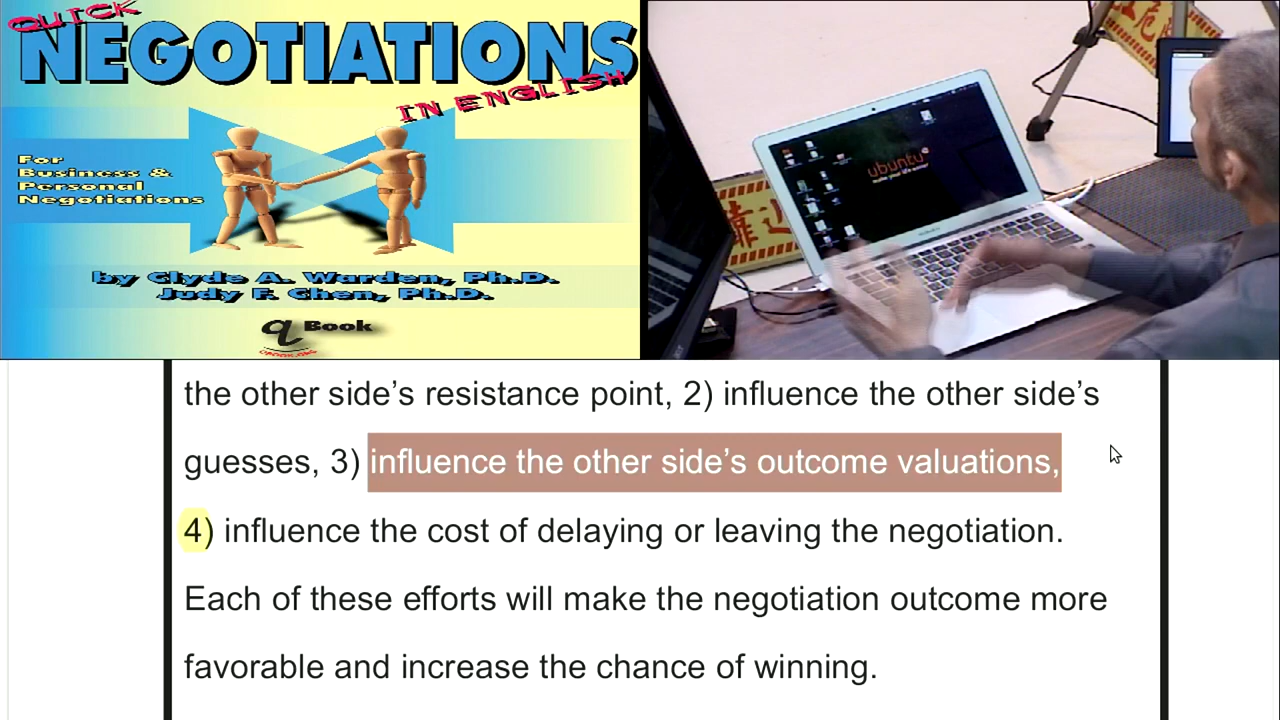 QUICK
NEGOTIATIONS
IN ENGLISH
For
Business &
Personal
Negotiations
by Clyde A. Warden, Ph.D.
Judy F. Chen, Ph.D.
q Book
ubuntu
靠近
the other side’s resistance point, 2) influence the other side’s
guesses, 3) influence the other side’s outcome valuations,
4) influence the cost of delaying or leaving the negotiation.
Each of these efforts will make the negotiation outcome more
favorable and increase the chance of winning.